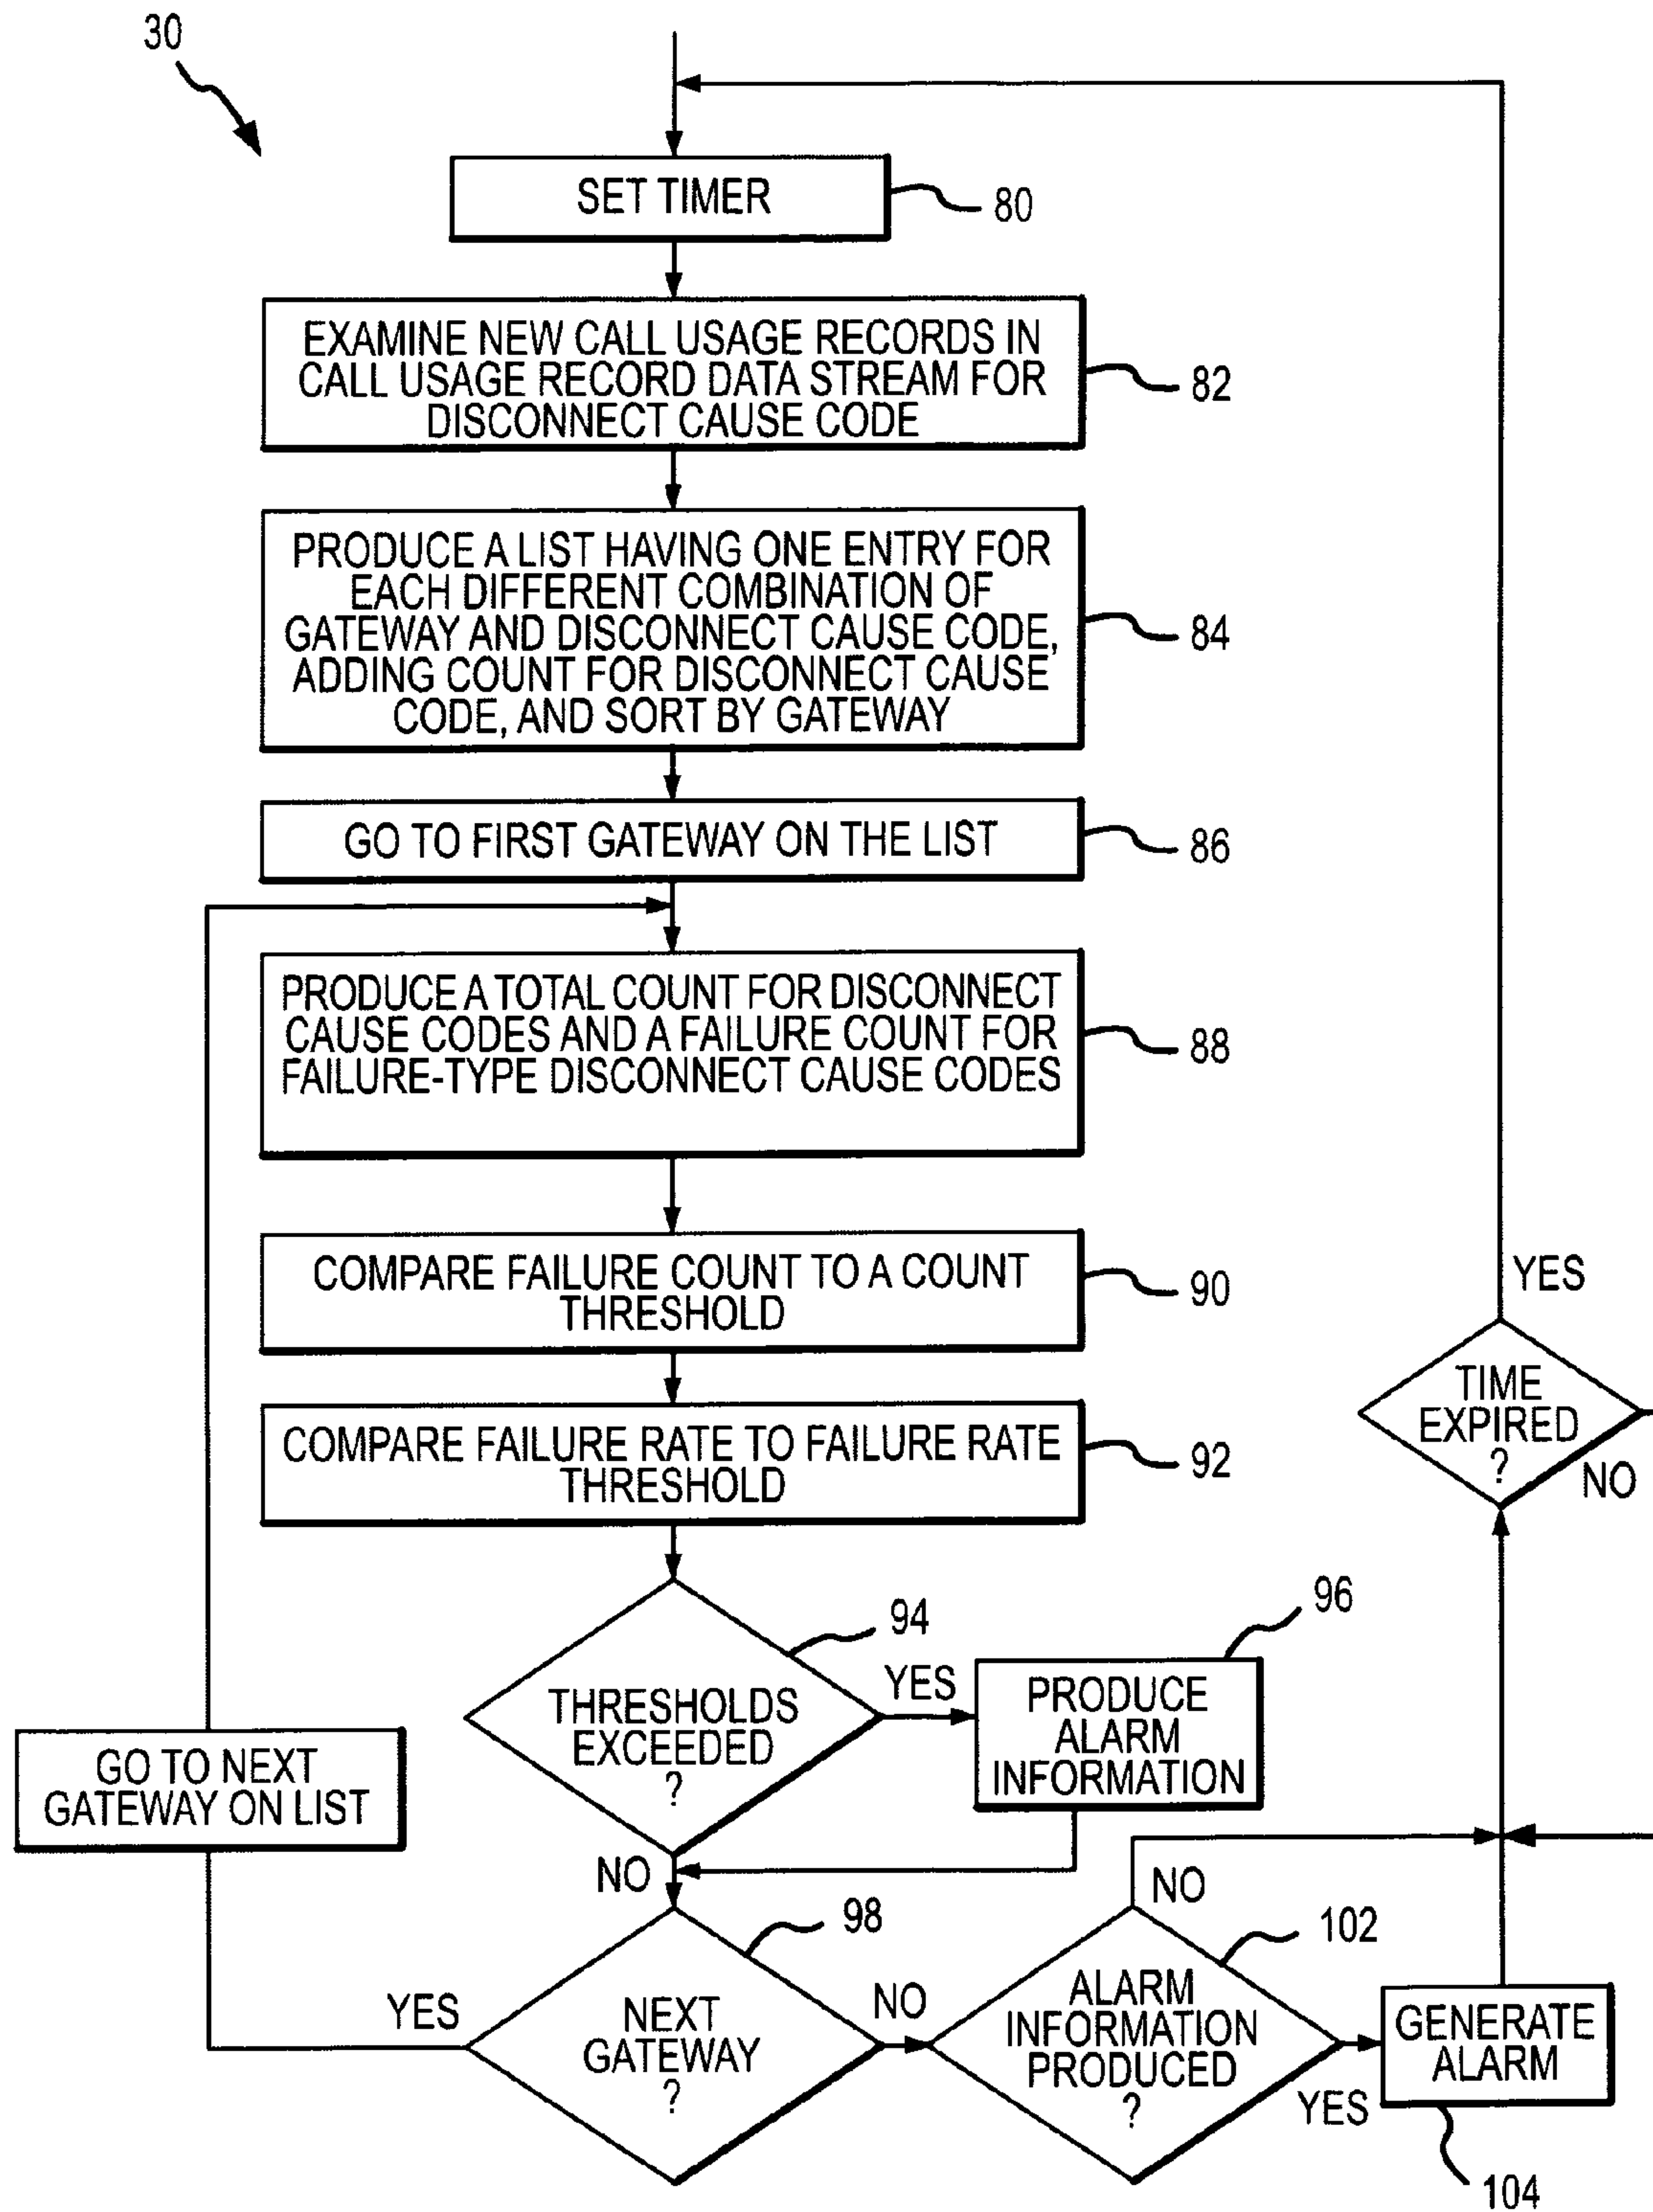 30
SET TIMER
80
EXAMINE NEW CALL USAGE RECORDS IN
CALL USAGE RECORD DATA STREAM FOR
DISCONNECT CAUSE CODE
82
PRODUCE A LIST HAVING ONE ENTRY FOR
EACH DIFFERENT COMBINATION OF
GATEWAY AND DISCONNECT CAUSE CODE,
ADDING COUNT FOR DISCONNECT CAUSE
CODE, AND SORT BY GATEWAY
84
GO TO FIRST GATEWAY ON THE LIST
86
PRODUCE A TOTAL COUNT FOR DISCONNECT
CAUSE CODES AND A FAILURE COUNT FOR
FAILURE-TYPE DISCONNECT CAUSE CODES
88
COMPARE FAILURE COUNT TO A COUNT
THRESHOLD
90
COMPARE FAILURE RATE TO FAILURE RATE
THRESHOLD
92
YES
TIME
EXPIRED
?
NO
THRESHOLDS
EXCEEDED
?
94
YES
PRODUCE
ALARM
INFORMATION
96
GO TO NEXT
GATEWAY ON LIST
NO
NEXT
GATEWAY
?
98
YES
NO
ALARM
INFORMATION
PRODUCED
?
102
NO
YES
GENERATE
ALARM
104